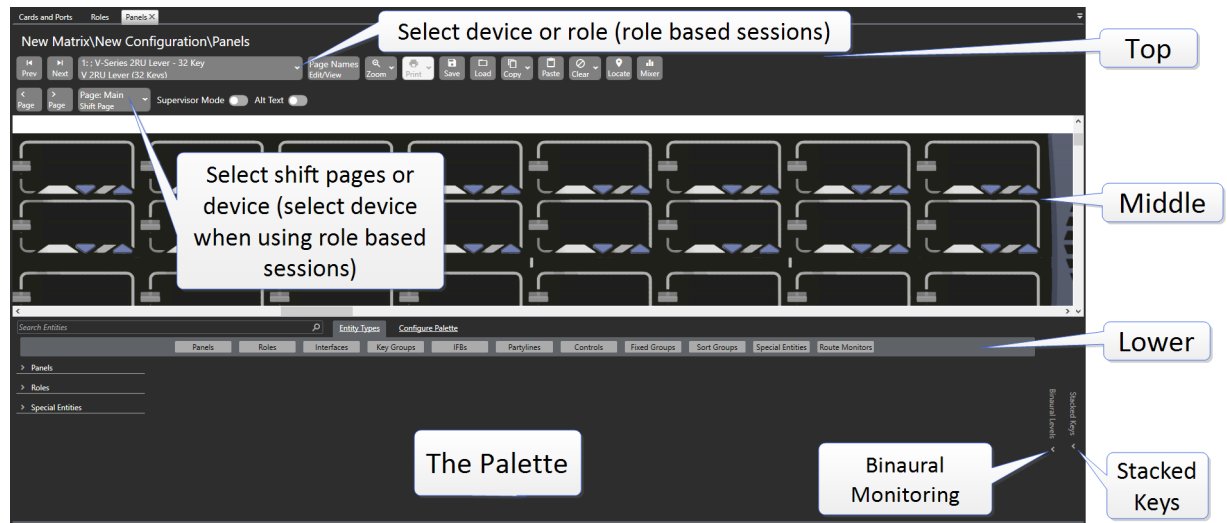 Cards and Ports Roles Panels X
New Matrix\New Configuration\Panels
Select device or role (role based sessions)
Top
Prev
Next
1: ; V-Series 2RU Lever - 32 Key
V 2RU Lever (32 Keys)
Page Names
Edit/View
Zoom
Print
Save
Load
Copy
Paste
Clear
Locate
Mixer
< Page
> Page
Page: Main
Shift Page
Supervisor Mode
Alt Text
Select shift pages or
device (select device
when using role based
sessions)
Middle
Search Entities
Entity Types
Configure Palette
Lower
Panels Roles Interfaces Key Groups IFBs Partylines Controls Fixed Groups Sort Groups Special Entities Route Monitors
> Panels
> Roles
> Special Entities
The Palette
Binaural Levels
Stacked Keys
Binaural
Monitoring
Stacked
Keys